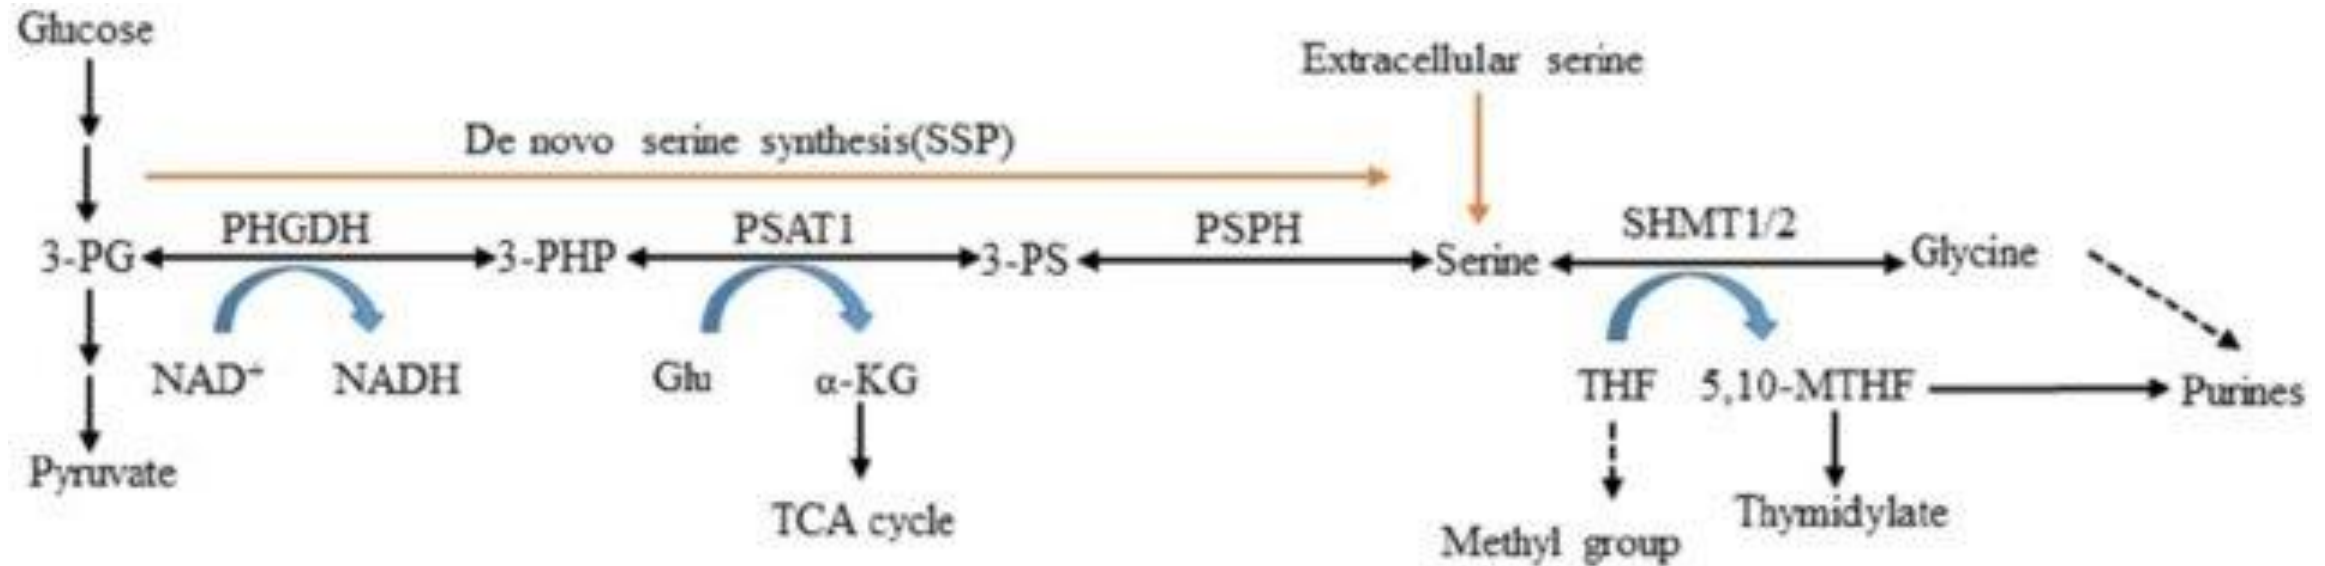 Glucose
Extracellular serine
De novo serine synthesis(SSP)
PHGDH
PSAT1
PSPH
SHMT1/2
3-PG
3-PHP
3-PS
Serine
Glycine
NAD+
NADH
Glu
α-KG
THF
5,10-MTHF
Purines
Pyruvate
TCA cycle
Methyl group
Thymidylate